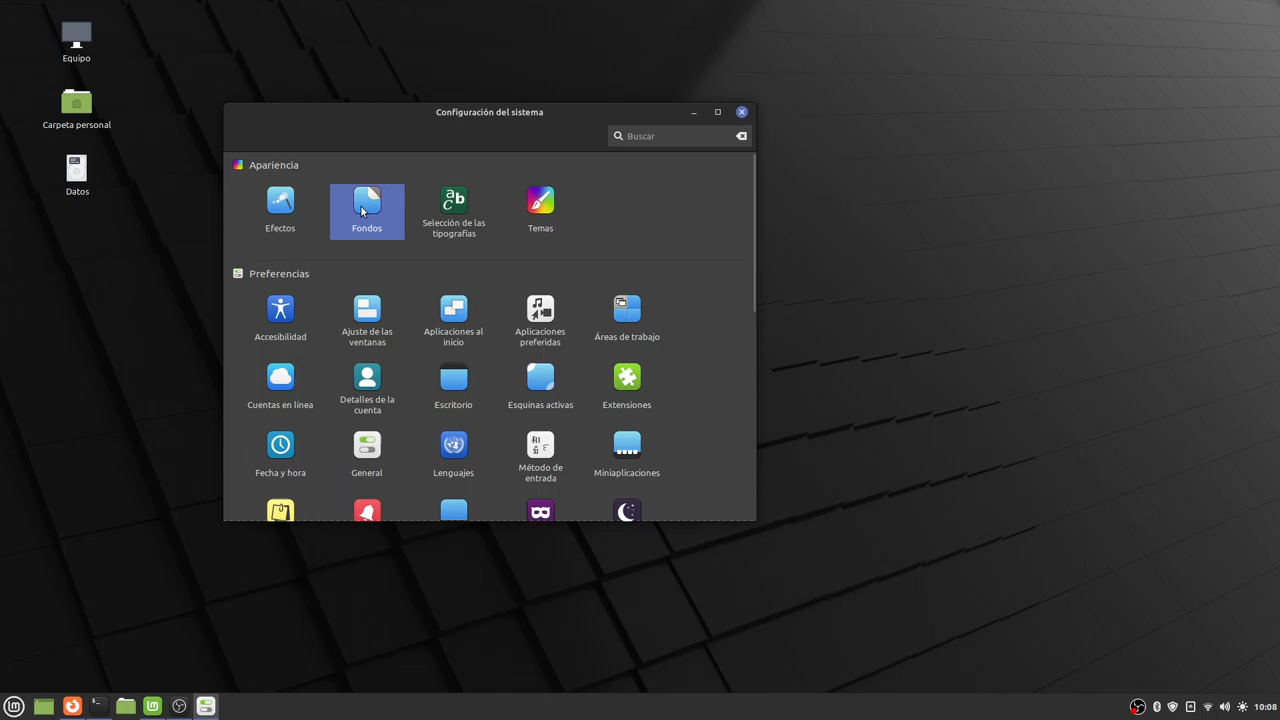 Equipo
Carpeta personal
Datos
Configuración del sistema
Buscar
Apariencia
Efectos
Fondos
Selección de las
tipografías
Temas
Preferencias
Accesibilidad
Ajuste de las
ventanas
Aplicaciones al
inicio
Aplicaciones
preferidas
Áreas de trabajo
Cuentas en línea
Detalles de la
cuenta
Escritorio
Esquinas activas
Extensiones
Fecha y hora
General
Lenguajes
Método de
entrada
Miniaplicaciones
10:08